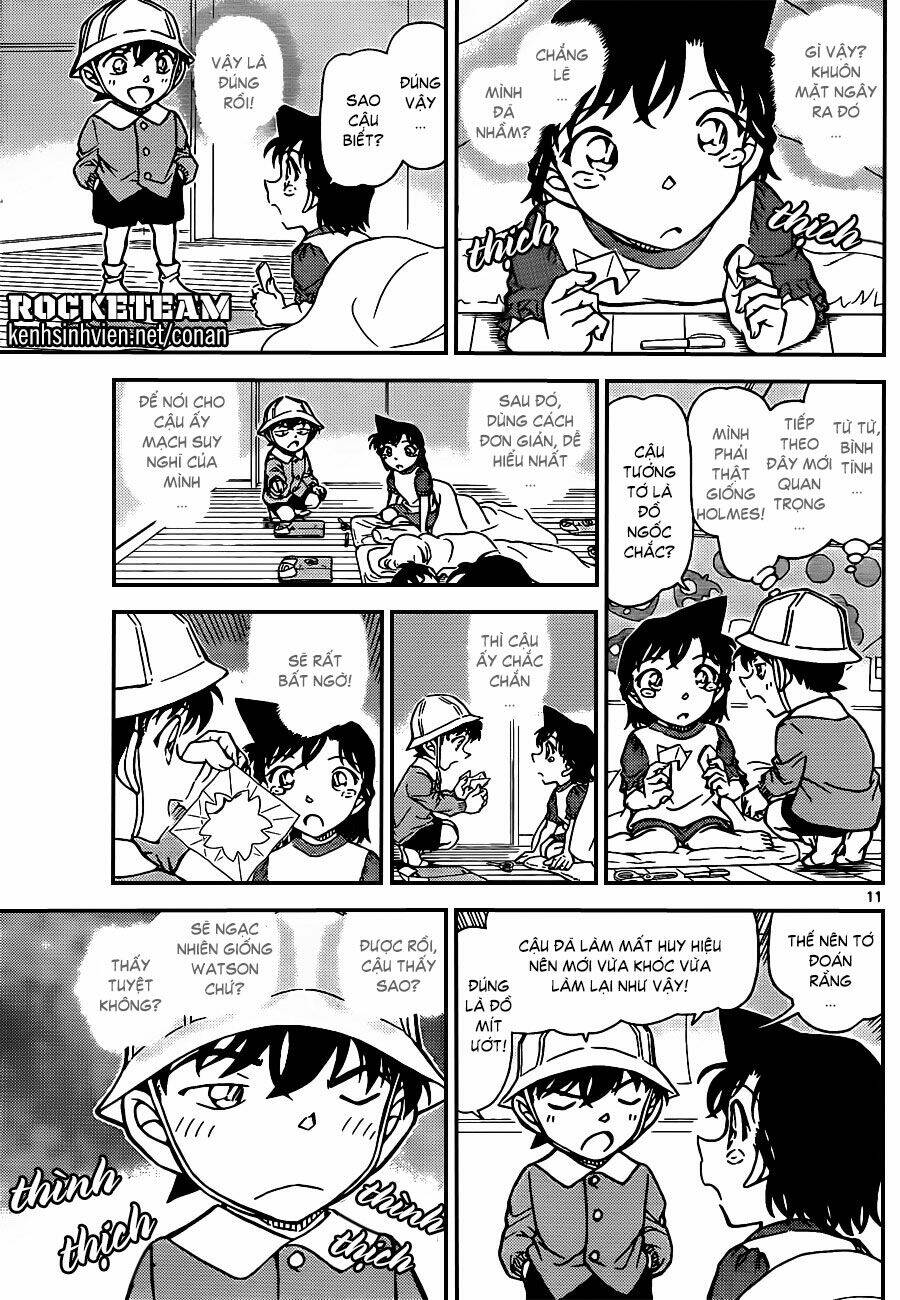 GÌ VẬY?
KHUÔN
MẶT NGÂY
RA ĐÓ
...
CHẲNG
LẼ
...
MÌNH
ĐÃ
NHẦM?
thịch
thịch
ĐÚNG
VẬY
...
SAO
CẬU
BIẾT?
VẬY LÀ
ĐÚNG
RỒI!
ROCKETEAM
kenhsinhvien.net/conan
TỪ TỪ,
BÌNH
TĨNH
...
TIẾP
THEO
ĐÂY MỚI
QUAN
TRỌNG
...
MÌNH
PHẢI
THẬT
GIỐNG
HOLMES!
CẬU
TƯỞNG
TỚ LÀ
ĐỒ
NGỐC
CHẮC?
SAU ĐÓ,
DÙNG CÁCH
ĐƠN GIẢN, DỄ
HIỂU NHẤT
...
ĐỂ NÓI CHO
CẬU ẤY
MẠCH SUY
NGHĨ CỦA
MÌNH
THÌ CẬU
ẤY CHẮC
CHẮN
...
SẼ RẤT
BẤT NGỜ!
11
THẾ NÊN TỚ
ĐOÁN
RẰNG
...
CẬU ĐÃ LÀM MẤT HUY HIỆU
NÊN MỚI VỪA KHÓC VỪA
LÀM LẠI NHƯ VẬY!
ĐÚNG
LÀ ĐỒ
MÍT
ƯỚT!
ĐƯỢC RỒI,
CẬU THẤY
SAO?
SẼ NGẠC
NHIÊN GIỐNG
WATSON
CHỨ?
THẤY
TUYỆT
KHÔNG?
thình
thịch
thình
thịch